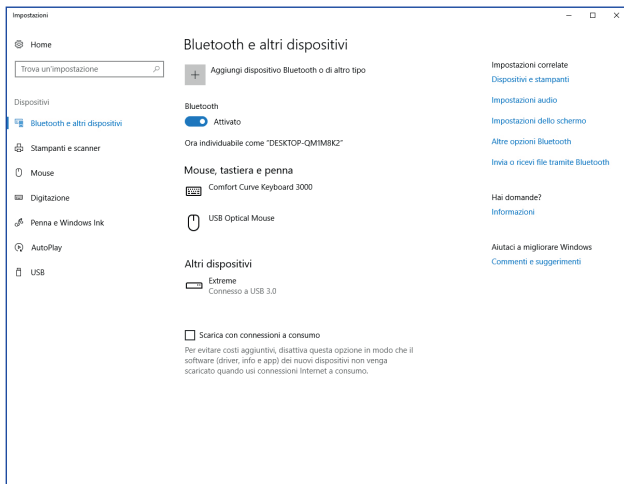 Impostazioni
Home
Trova un'impostazione
Dispositivi
Bluetooth e altri dispositivi
Stampanti e scanner
Mouse
Digitazione
Penna e Windows Ink
AutoPlay
USB
Bluetooth e altri dispositivi
Aggiungi dispositivo Bluetooth o di altro tipo
Bluetooth
Attivato
Ora individuabile come "DESKTOP-QM1M8K2"
Mouse, tastiera e penna
Comfort Curve Keyboard 3000
USB Optical Mouse
Altri dispositivi
Extreme
Connesso a USB 3.0
Scarica con connessioni a consumo
Per evitare costi aggiuntivi, disattiva questa opzione in modo che il
software (driver, info e app) dei nuovi dispositivi non venga
scaricato quando usi connessioni Internet a consumo.
Impostazioni correlate
Dispositivi e stampanti
Impostazioni audio
Impostazioni dello schermo
Altre opzioni Bluetooth
Invia o ricevi file tramite Bluetooth
Hai domande?
Informazioni
Aiutaci a migliorare Windows
Commenti e suggerimenti